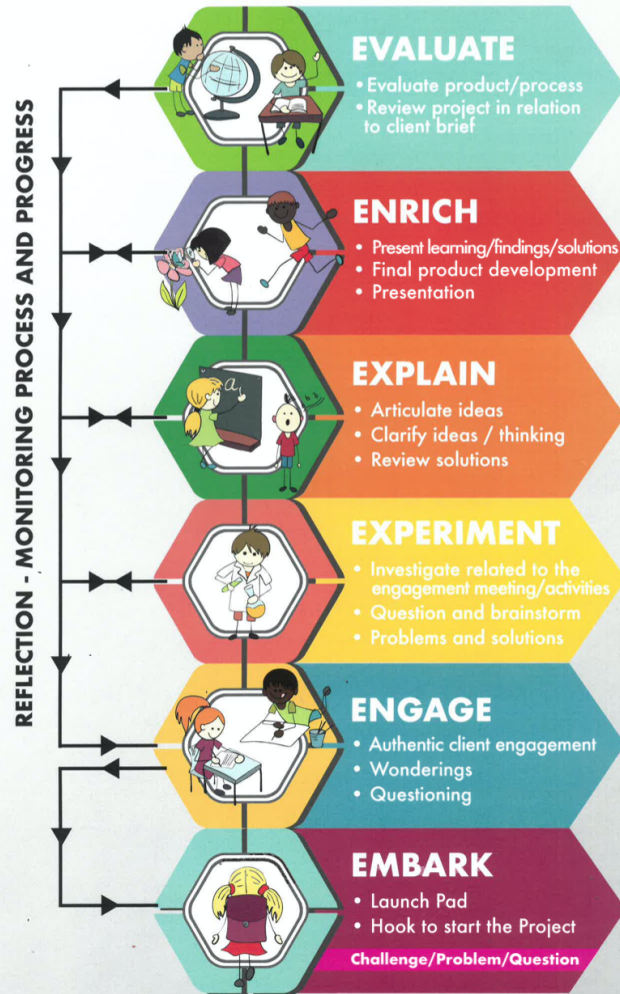 REFLECTION - MONITORING PROCESS AND PROGRESS
EVALUATE
• Evaluate product/process
• Review project in relation
to client brief
ENRICH
• Present learning/findings/solutions
• Final product development
• Presentation
EXPLAIN
• Articulate ideas
• Clarify ideas / thinking
• Review solutions
a,
EXPERIMENT
• Investigate related to the
engagement meeting/activities
• Question and brainstorm
• Problems and solutions
ENGAGE
• Authentic client engagement
• Wonderings
• Questioning
EMBARK
• Launch Pad
• Hook to start the Project
Challenge/Problem/Question